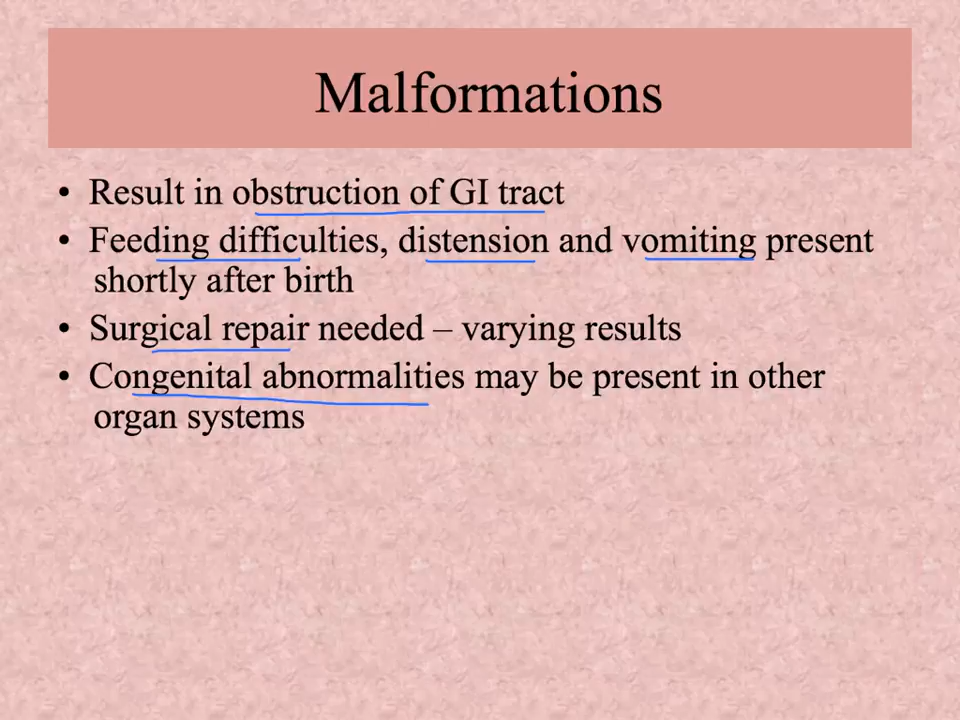 Malformations
• Result in obstruction of GI tract
• Feeding difficulties, distension and vomiting present
shortly after birth
• Surgical repair needed – varying results
• Congenital abnormalities may be present in other
organ systems